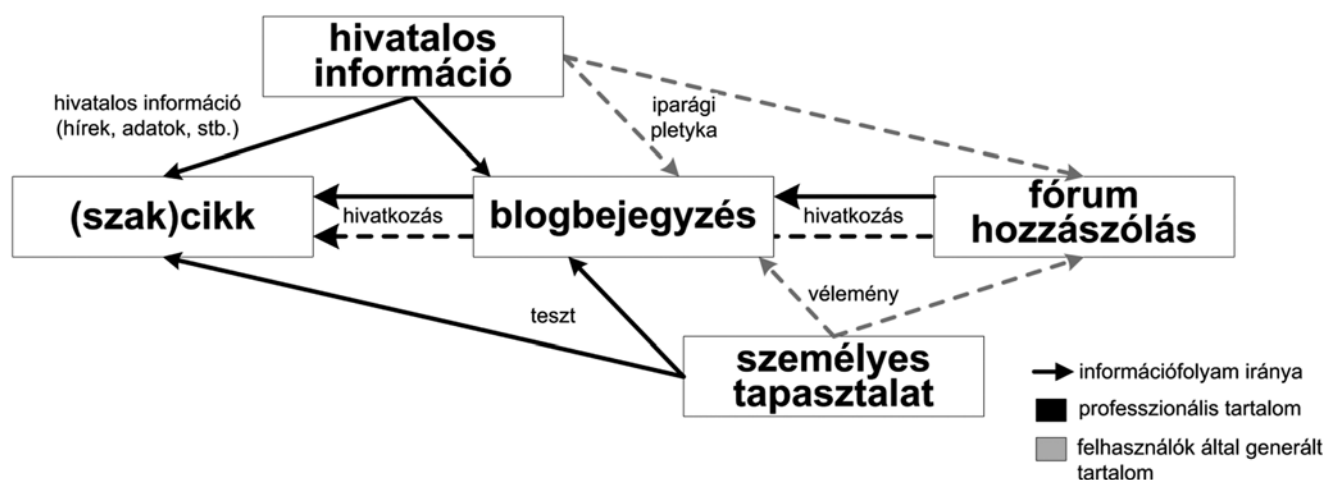 hivatalos
információ
hivatalos információ
(hírek, adatok, stb.)
iparági
pletyka
(szak)cikk
hivatkozás
blogbejegyzés
hivatkozás
fórum
hozzászólás
teszt
vélemény
személyes
tapasztalat
információfolyam iránya
professzionális tartalom
felhasználók által generált
tartalom